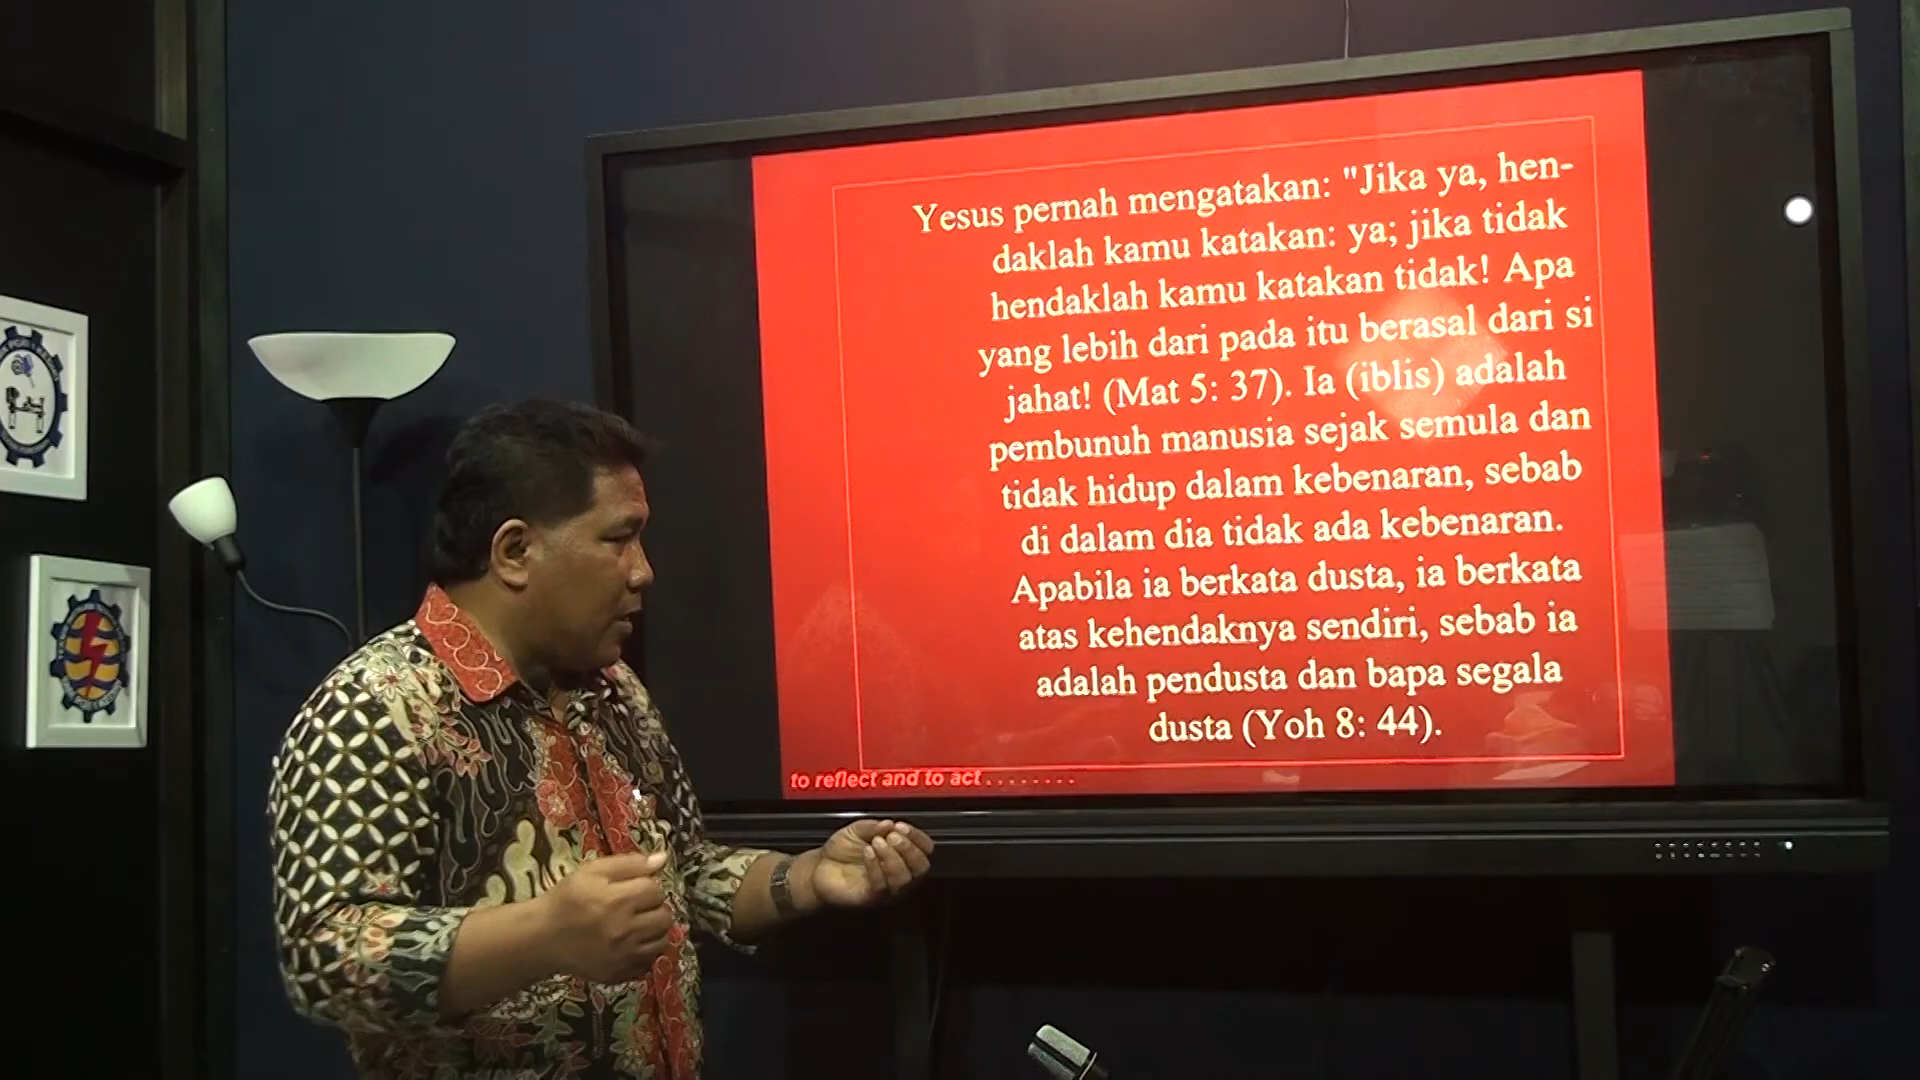 Yesus pernah mengatakan: "Jika ya, hen-
daklah kamu katakan: ya; jika tidak
hendaklah kamu katakan tidak! Apa
yang lebih dari pada itu berasal dari si
jahat! (Mat 5: 37). Ia (iblis) adalah
pembunuh manusia sejak semula dan
tidak hidup dalam kebenaran, sebab
di dalam dia tidak ada kebenaran.
Apabila ia berkata dusta, ia berkata
atas kehendaknya sendiri, sebab ia
adalah pendusta dan bapa segala
dusta (Yoh 8: 44).
to reflect and to act . . . . . . . .